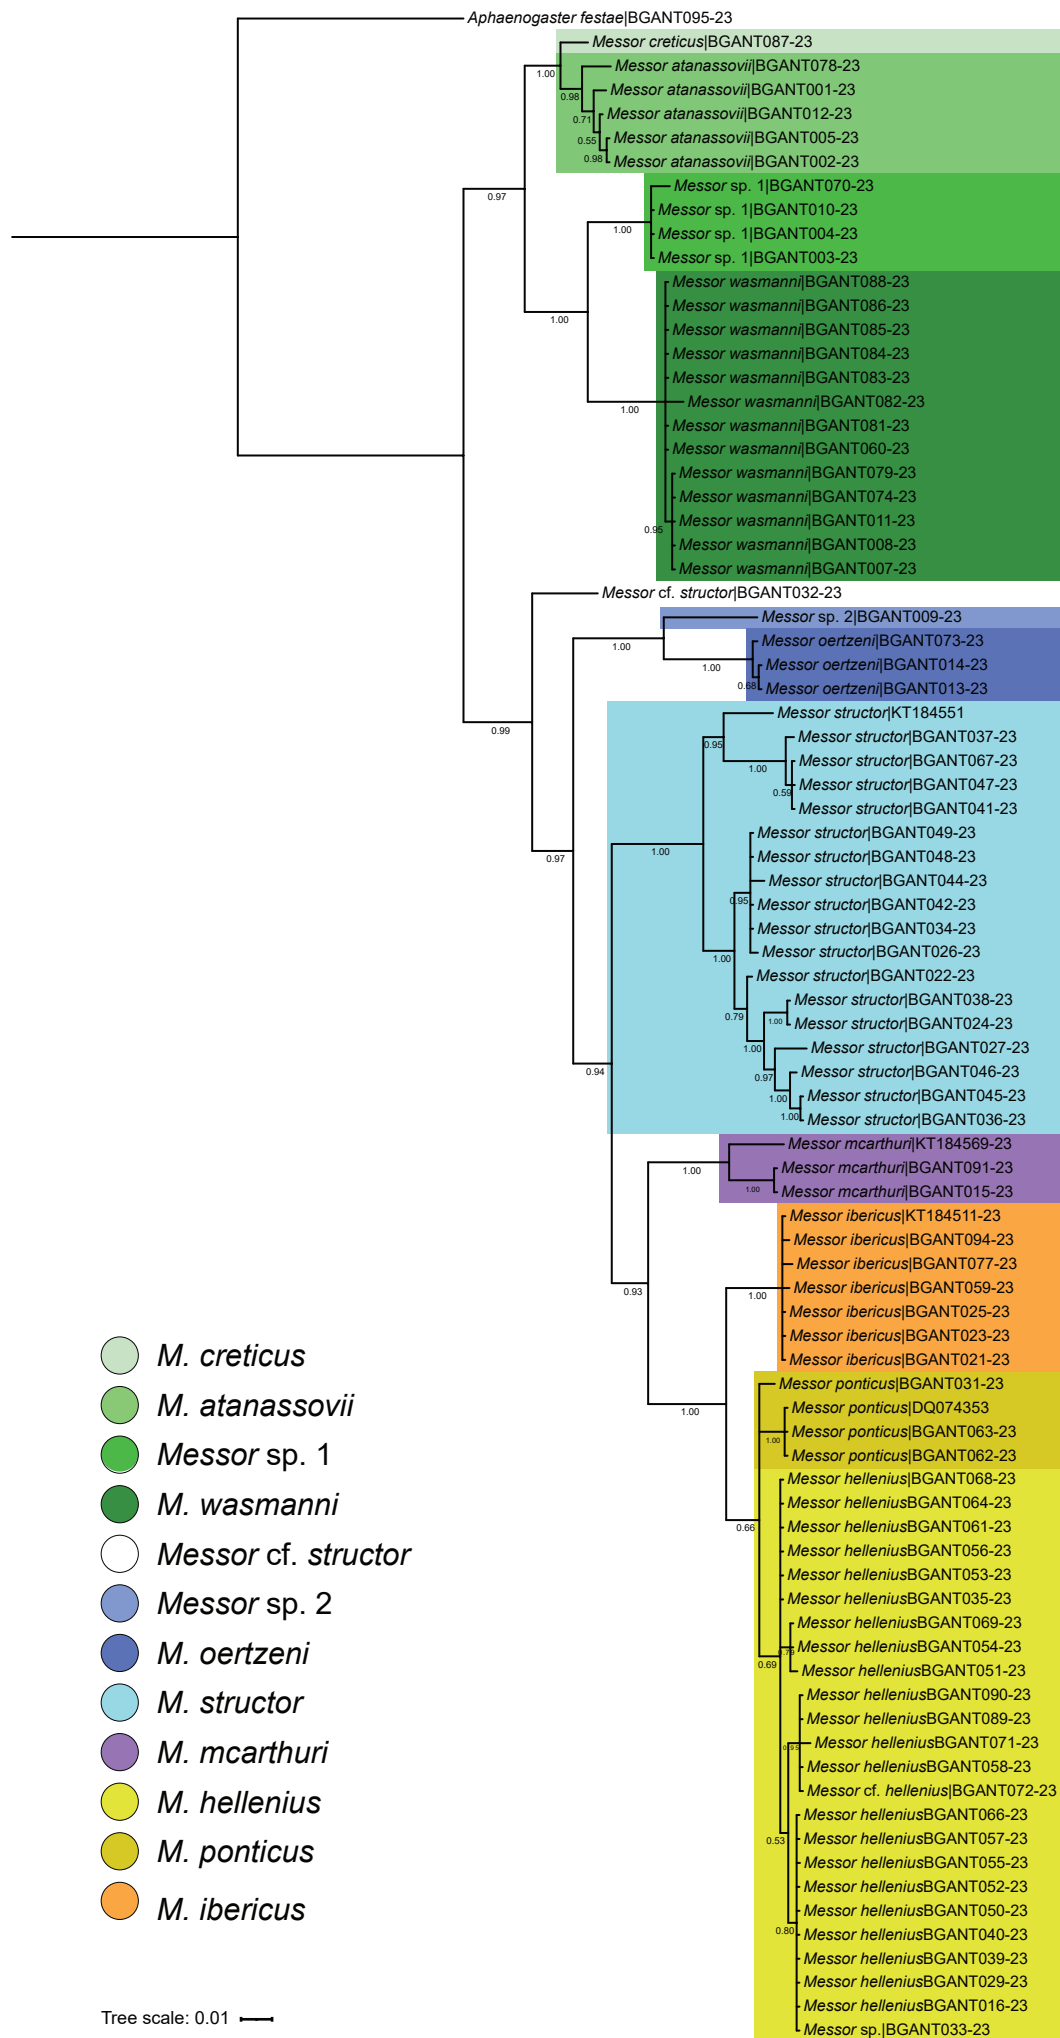 Aphaenogaster festae|BGANT095-23
Messor creticus|BGANT087-23
1.00
Messor atanassovii|BGANT078-23
0.98
Messor atanassovii|BGANT001-23
0.71
Messor atanassovii|BGANT012-23
0.55
Messor atanassovii|BGANT005-23
0.98
Messor atanassovii|BGANT002-23
0.97
Messor sp. 1|BGANT070-23
Messor sp. 1|BGANT010-23
1.00
Messor sp. 1|BGANT004-23
Messor sp. 1|BGANT003-23
Messor wasmanni|BGANT088-23
Messor wasmanni|BGANT086-23
1.00
Messor wasmanni|BGANT085-23
Messor wasmanni|BGANT084-23
Messor wasmanni|BGANT083-23
Messor wasmanni|BGANT082-23
1.00
Messor wasmanni|BGANT081-23
Messor wasmanni|BGANT060-23
Messor wasmanni|BGANT079-23
Messor wasmanni|BGANT074-23
Messor wasmanni|BGANT011-23
0.95
Messor wasmanni|BGANT008-23
Messor wasmanni|BGANT007-23
Messor cf. structor|BGANT032-23
Messor sp. 2|BGANT009-23
1.00
Messor oertzeni|BGANT073-23
1.00
Messor oertzeni|BGANT014-23
0.68
Messor oertzeni|BGANT013-23
Messor structor|KT184551
0.99
Messor structor|BGANT037-23
0.95
Messor structor|BGANT067-23
1.00
Messor structor|BGANT047-23
0.59
Messor structor|BGANT041-23
Messor structor|BGANT049-23
1.00
0.97
Messor structor|BGANT048-23
Messor structor|BGANT044-23
0.95
Messor structor|BGANT042-23
Messor structor|BGANT034-23
Messor structor|BGANT026-23
1.00
Messor structor|BGANT022-23
Messor structor|BGANT038-23
0.79
1.00
Messor structor|BGANT024-23
1.00
Messor structor|BGANT027-23
0.94
0.97
Messor structor|BGANT046-23
1.00
Messor structor|BGANT045-23
1.00
Messor structor|BGANT036-23
Messor mcarthuri|KT184569-23
1.00
Messor mcarthuri|BGANT091-23
1.00
Messor mcarthuri|BGANT015-23
Messor ibericus|KT184511-23
Messor ibericus|BGANT094-23
Messor ibericus|BGANT077-23
0.93
Messor ibericus|BGANT059-23
1.00
Messor ibericus|BGANT025-23
Messor ibericus|BGANT023-23
Messor ibericus|BGANT021-23
Messor ponticus|BGANT031-23
1.00
Messor ponticus|DQ074353
Messor ponticus|BGANT063-23
1.00
Messor ponticus|BGANT062-23
Messor hellenius|BGANT068-23
Messor helleniusBGANT064-23
0.66
Messor helleniusBGANT061-23
Messor helleniusBGANT056-23
Messor helleniusBGANT053-23
Messor helleniusBGANT035-23
Messor helleniusBGANT069-23
Messor helleniusBGANT054-23
0.69
Messor helleniusBGANT051-23
Messor helleniusBGANT090-23
Messor helleniusBGANT089-23
Messor helleniusBGANT071-23
Messor helleniusBGANT058-23
Messor cf. hellenius|BGANT072-23
Messor helleniusBGANT066-23
0.53
Messor helleniusBGANT057-23
Messor helleniusBGANT055-23
Messor helleniusBGANT052-23
Messor helleniusBGANT050-23
0.80
Messor helleniusBGANT040-23
Messor helleniusBGANT039-23
Messor helleniusBGANT029-23
Messor helleniusBGANT016-23
Messor sp.|BGANT033-23
M. creticus
M. atanassovii
Messor sp. 1
M. wasmanni
Messor cf. structor
Messor sp. 2
M. oertzeni
M. structor
M. mcarthuri
M. hellenius
M. ponticus
M. ibericus
Tree scale: 0.01